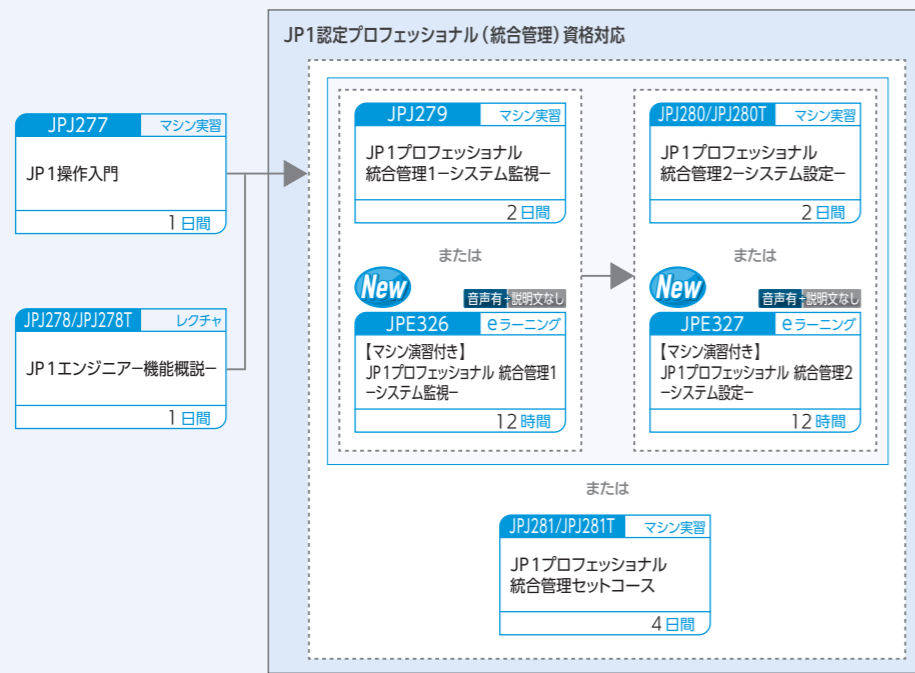 JP1認定プロフェッショナル（統合管理）資格対応
JPJ277
マシン実習
JP1操作入門
1日間
JPJ278/JPJ278T
レクチャ
JP1エンジニアー機能概説ー
1日間
JPJ279
マシン実習
JP1プロフェッショナル
統合管理1ーシステム監視ー
2日間
または
New
音声有+説明文なし
JPE326
eラーニング
【マシン演習付き】
JP1プロフェッショナル 統合管理1
ーシステム監視ー
12時間
JPJ280/JPJ280T
マシン実習
JP1プロフェッショナル
統合管理2ーシステム設定ー
2日間
または
New
音声有+説明文なし
JPE327
eラーニング
【マシン演習付き】
JP1プロフェッショナル 統合管理2
ーシステム設定ー
12時間
または
JPJ281/JPJ281T
マシン実習
JP1プロフェッショナル
統合管理セットコース
4日間